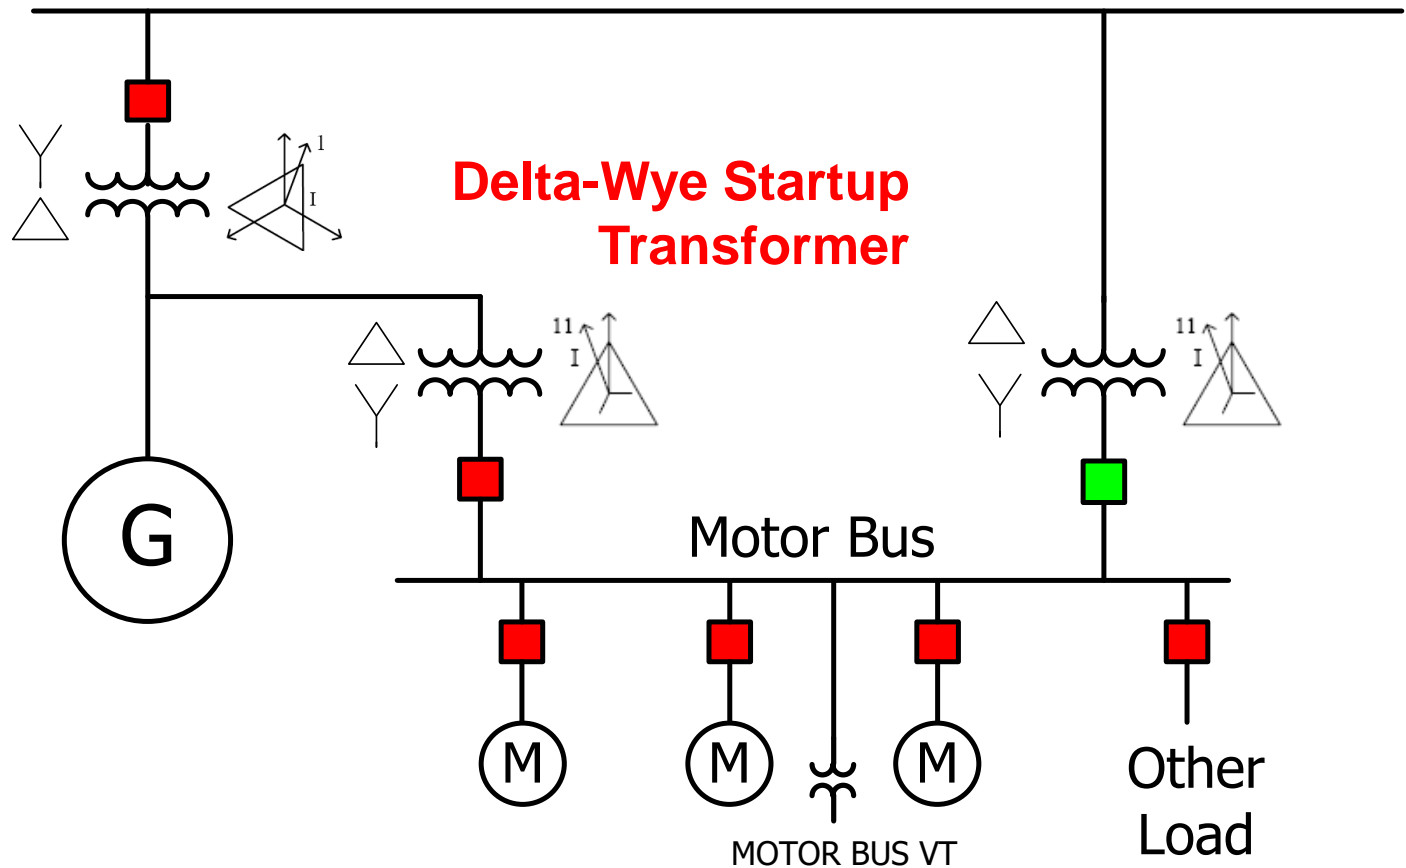 1
I
Delta-Wye Startup
Transformer
11
I
11
I
G
Motor Bus
M
M
M
Other
Load
MOTOR BUS VT